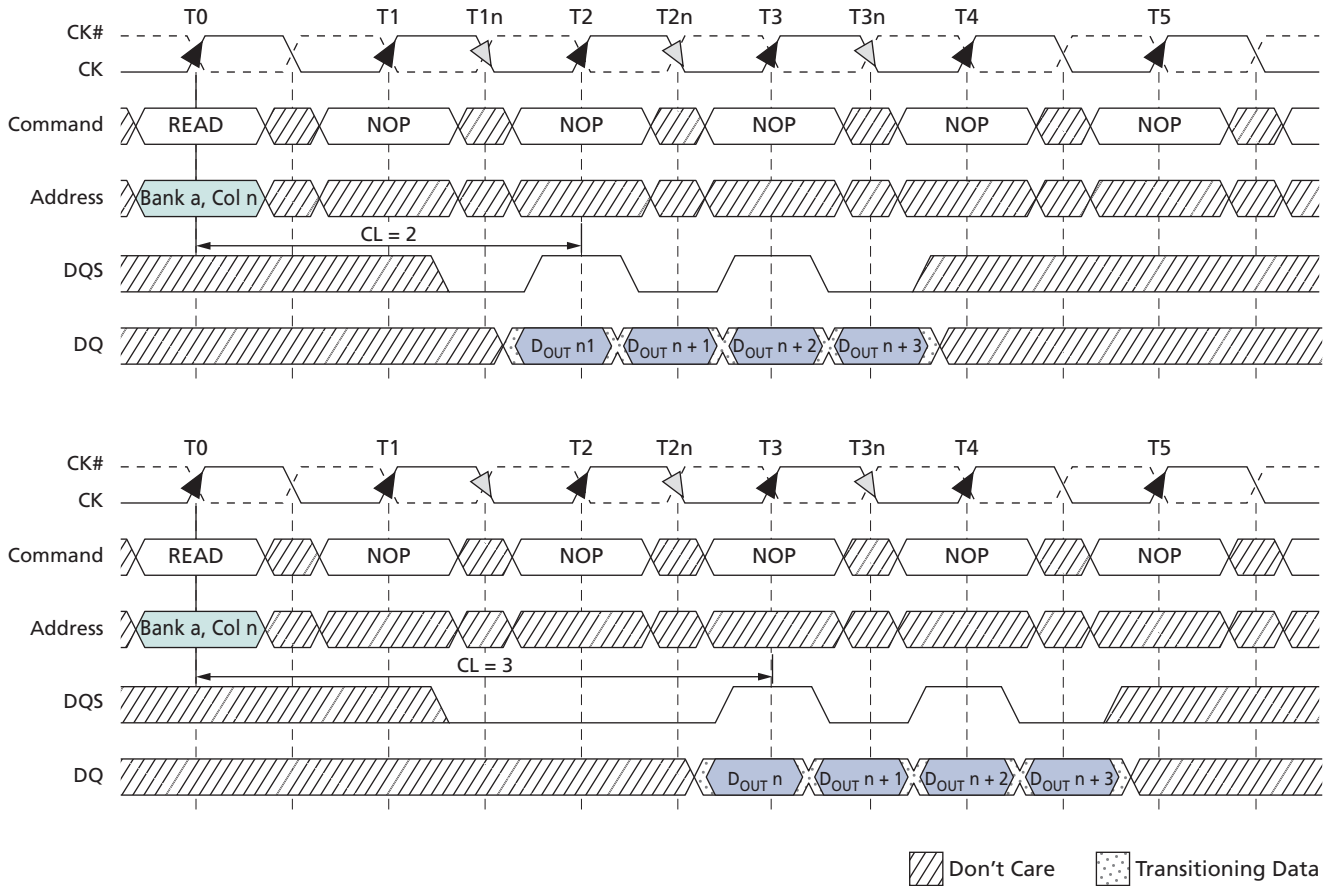 T0 T1 T1n T2 T2n T3 T3n T4 T5
CK#
CK
Command READ NOP NOP NOP NOP NOP
Address Bank a, Col n
CL = 2
DQS
DQ DOUT n1 DOUT n + 1 DOUT n + 2 DOUT n + 3
T0 T1 T2 T2n T3 T3n T4 T5
CK#
CK
Command READ NOP NOP NOP NOP NOP
Address Bank a, Col n
CL = 3
DQS
DQ DOUT n DOUT n + 1 DOUT n + 2 DOUT n + 3
Don't Care Transitioning Data